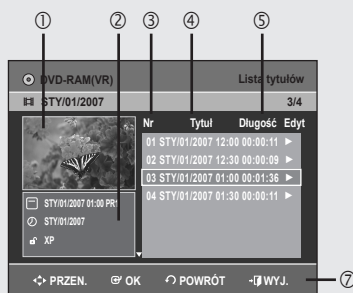 ① ② ③ ④ ⑤
DVD-RAM(VR) Lista tytułów
STY/01/2007 3/4
Nr Tytuł Długość Edyt
01 STY/01/2007 12:00 00:00:11 ►
02 STY/01/2007 12:30 00:00:09 ►
03 STY/01/2007 01:00 00:01:36 ►
04 STY/01/2007 01:30 00:00:11 ►
STY/01/2007 01:00 PR1
STY/01/2007
XP
PRZEN. OK POWRÓT WYJ.
⑦